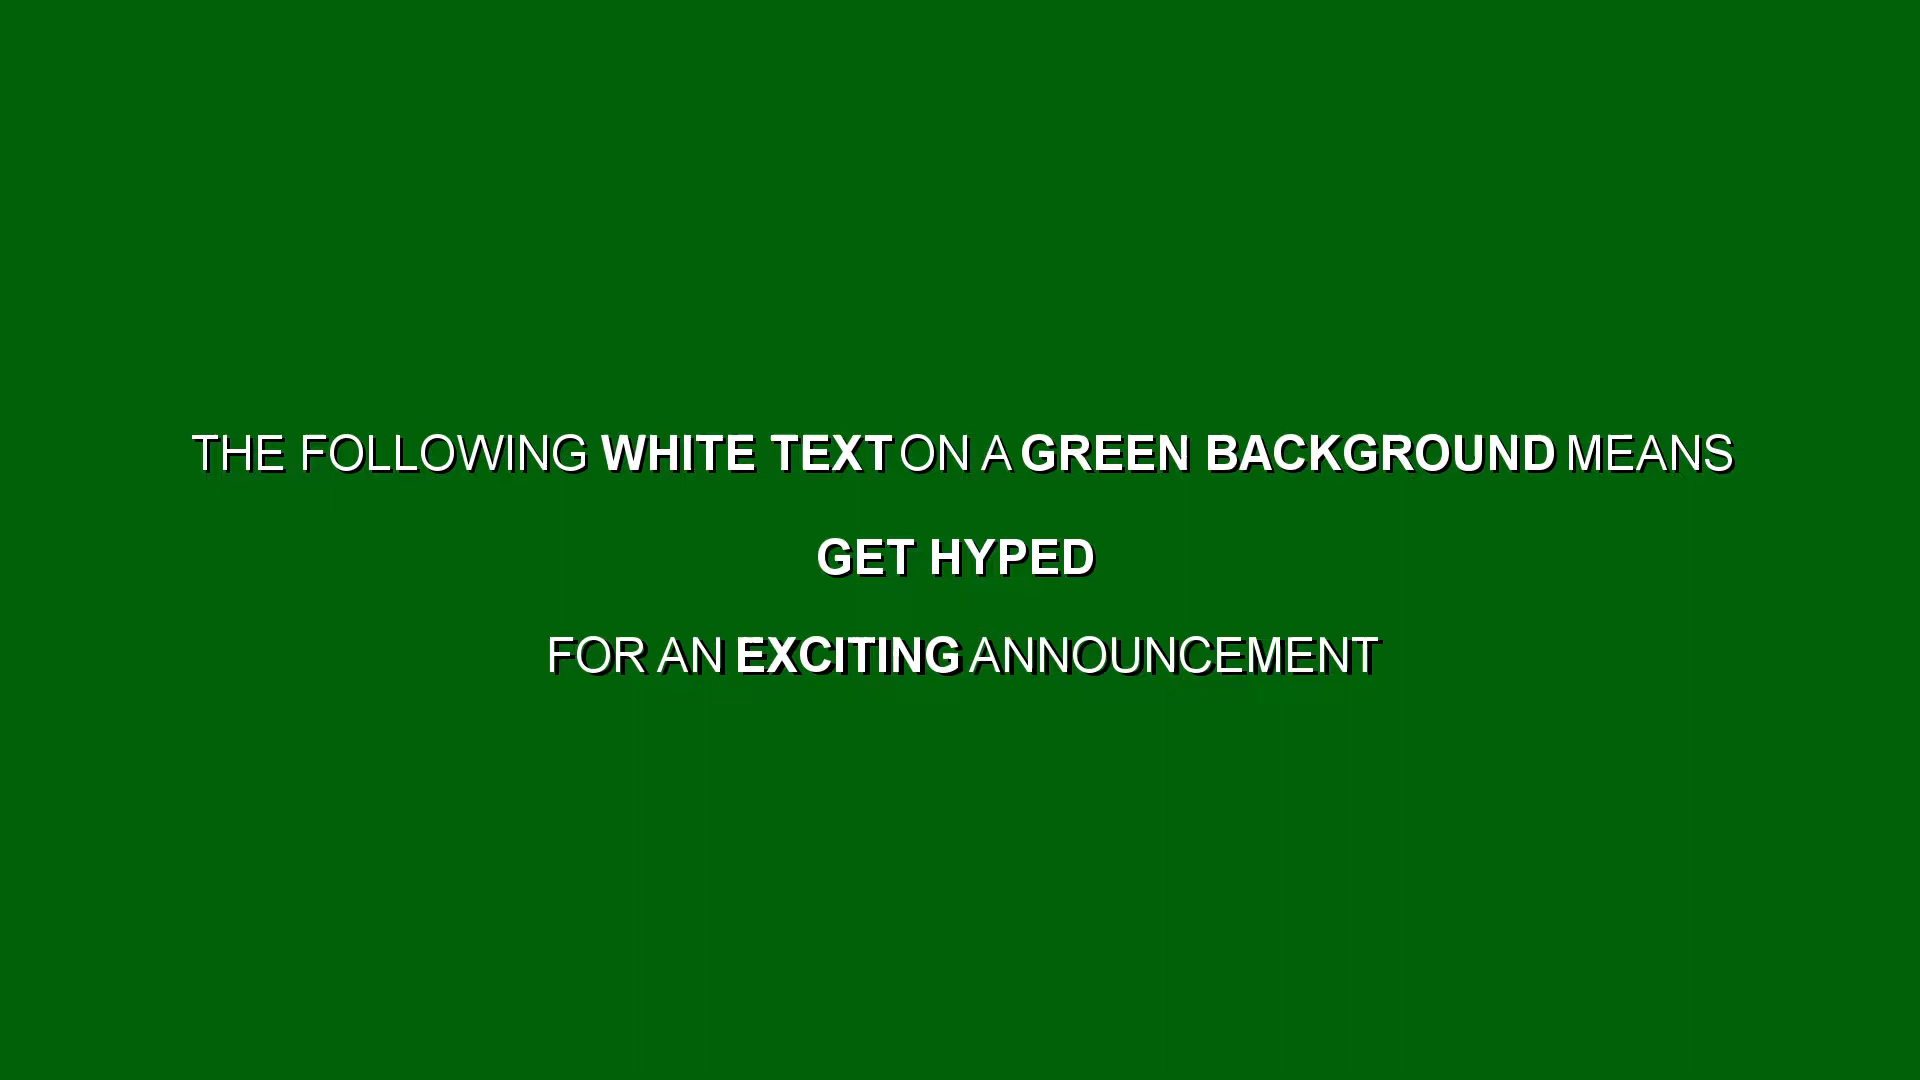 THE FOLLOWING WHITE TEXT ON A GREEN BACKGROUND MEANS
GET HYPED
FOR AN EXCITING ANNOUNCEMENT